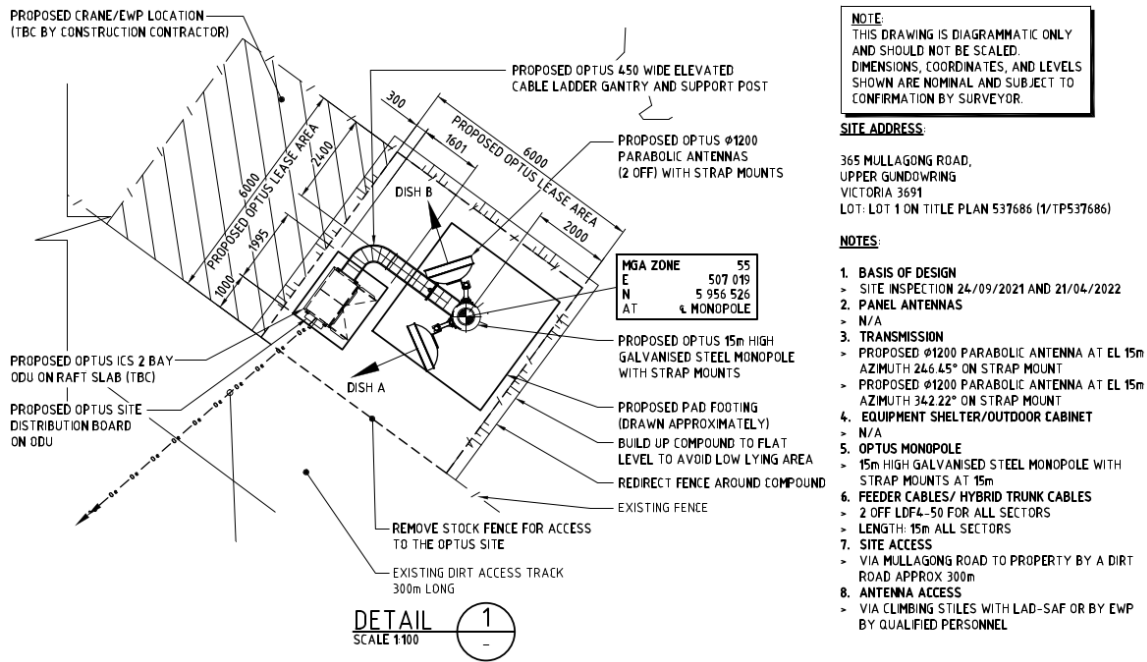 PROPOSED CRANE/EWP LOCATION
(TBC BY CONSTRUCTION CONTRACTOR)
PROPOSED OPTUS 450 WIDE ELEVATED
CABLE LADDER GANTRY AND SUPPORT POST
300
1601
6000
PROPOSED OPTUS LEASE AREA
2000
PROPOSED OPTUS LEASE AREA
6000
2400
1995
1000
PROPOSED OPTUS Ø1200
PARABOLIC ANTENNAS
(2 OFF) WITH STRAP MOUNTS
DISH B
DISH A
MGA ZONE 55
E 507 019
N 5 956 526
AT ℄ MONOPOLE
PROPOSED OPTUS 15m HIGH
GALVANISED STEEL MONOPOLE
WITH STRAP MOUNTS
PROPOSED OPTUS ICS 2 BAY
ODU ON RAFT SLAB (TBC)
PROPOSED OPTUS SITE
DISTRIBUTION BOARD
ON ODU
PROPOSED PAD FOOTING
(DRAWN APPROXIMATELY)
BUILD UP COMPOUND TO FLAT
LEVEL TO AVOID LOW LYING AREA
REDIRECT FENCE AROUND COMPOUND
EXISTING FENCE
REMOVE STOCK FENCE FOR ACCESS
TO THE OPTUS SITE
EXISTING DIRT ACCESS TRACK
300m LONG
DETAIL 1
SCALE 1:100 -
NOTE:
THIS DRAWING IS DIAGRAMMATIC ONLY
AND SHOULD NOT BE SCALED.
DIMENSIONS, COORDINATES, AND LEVELS
SHOWN ARE NOMINAL AND SUBJECT TO
CONFIRMATION BY SURVEYOR.
SITE ADDRESS:
365 MULLAGONG ROAD,
UPPER GUNDOWRING
VICTORIA 3691
LOT: LOT 1 ON TITLE PLAN 537686 (1/TP537686)
NOTES:
1. BASIS OF DESIGN
> SITE INSPECTION 24/09/2021 AND 21/04/2022
2. PANEL ANTENNAS
> N/A
3. TRANSMISSION
> PROPOSED Ø1200 PARABOLIC ANTENNA AT EL 15m
AZIMUTH 246.45° ON STRAP MOUNT
> PROPOSED Ø1200 PARABOLIC ANTENNA AT EL 15m
AZIMUTH 342.22° ON STRAP MOUNT
4. EQUIPMENT SHELTER/OUTDOOR CABINET
> N/A
5. OPTUS MONOPOLE
> 15m HIGH GALVANISED STEEL MONOPOLE WITH
STRAP MOUNTS AT 15m
6. FEEDER CABLES/ HYBRID TRUNK CABLES
> 2 OFF LDF4-50 FOR ALL SECTORS
> LENGTH: 15m ALL SECTORS
7. SITE ACCESS
> VIA MULLAGONG ROAD TO PROPERTY BY A DIRT
ROAD APPROX 300m
8. ANTENNA ACCESS
> VIA CLIMBING STILES WITH LAD-SAF OR BY EWP
BY QUALIFIED PERSONNEL